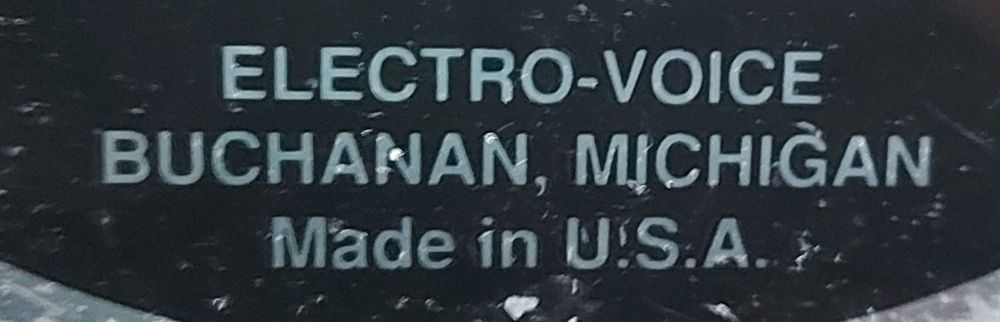 ELECTRO-VOICE
BUCHANAN, MICHIGAN
Made in U.S.A.